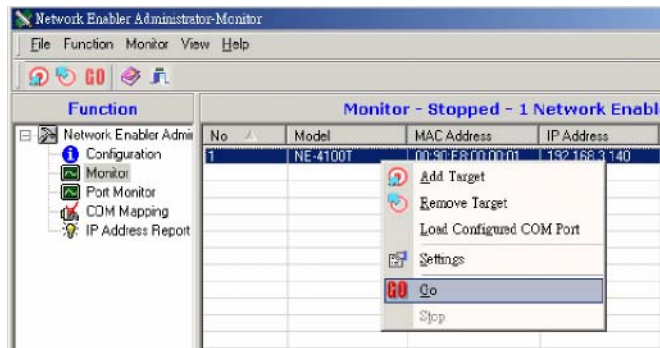 Network Enabler Administrator-Monitor
File Function Monitor View Help
GO
Function
Monitor - Stopped - 1 Network Enabl
Network Enabler Admi
Configuration
Monitor
Port Monitor
COM Mapping
IP Address Report
No Model MAC Address IP Address
1 NE-4100T 00:90:E8:00:00:01 192.168.3.140
Add Target
Remove Target
Load Configured COM Port
Settings
GO Go
Stop